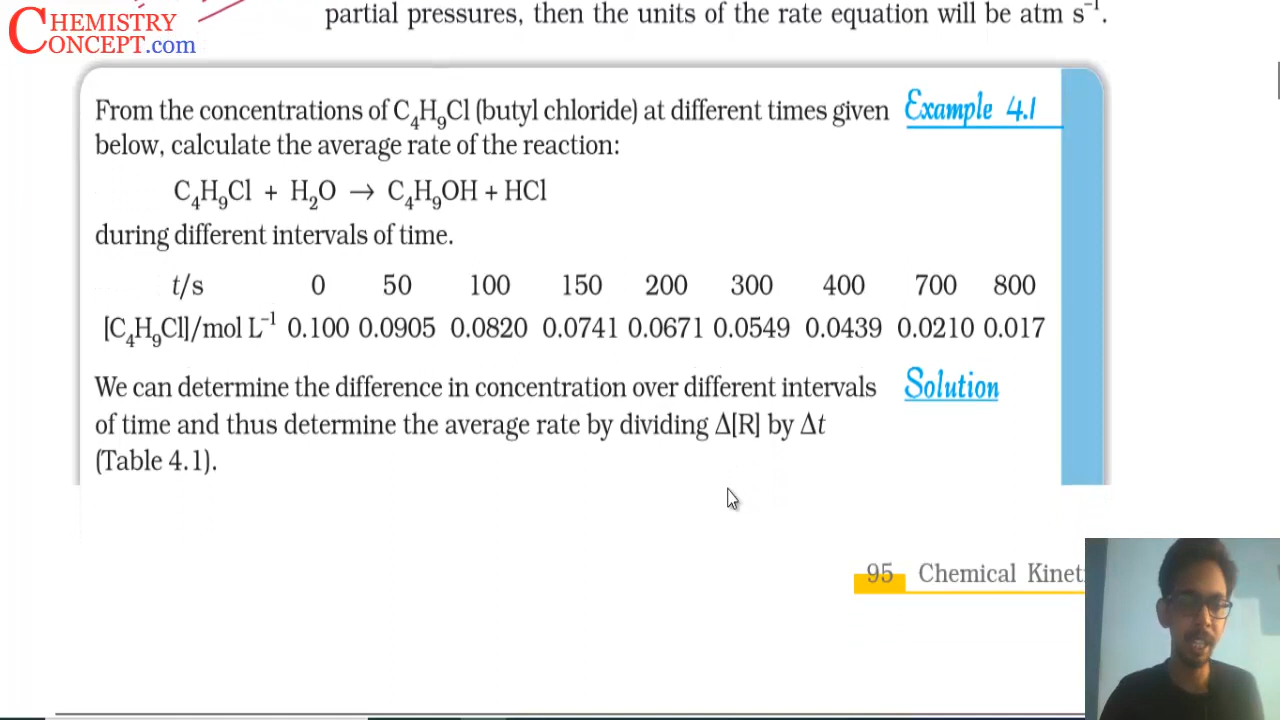 CHEMISTRY
CONCEPT.com
partial pressures, then the units of the rate equation will be atm s⁻¹.
From the concentrations of C₄H₉Cl (butyl chloride) at different times given Example 4.1
below, calculate the average rate of the reaction:
C₄H₉Cl + H₂O → C₄H₉OH + HCl
during different intervals of time.
t/s 0 50 100 150 200 300 400 700 800
[C₄H₉Cl]/mol L⁻¹ 0.100 0.0905 0.0820 0.0741 0.0671 0.0549 0.0439 0.0210 0.017
We can determine the difference in concentration over different intervals Solution
of time and thus determine the average rate by dividing Δ[R] by Δt
(Table 4.1).
95 Chemical Kinet